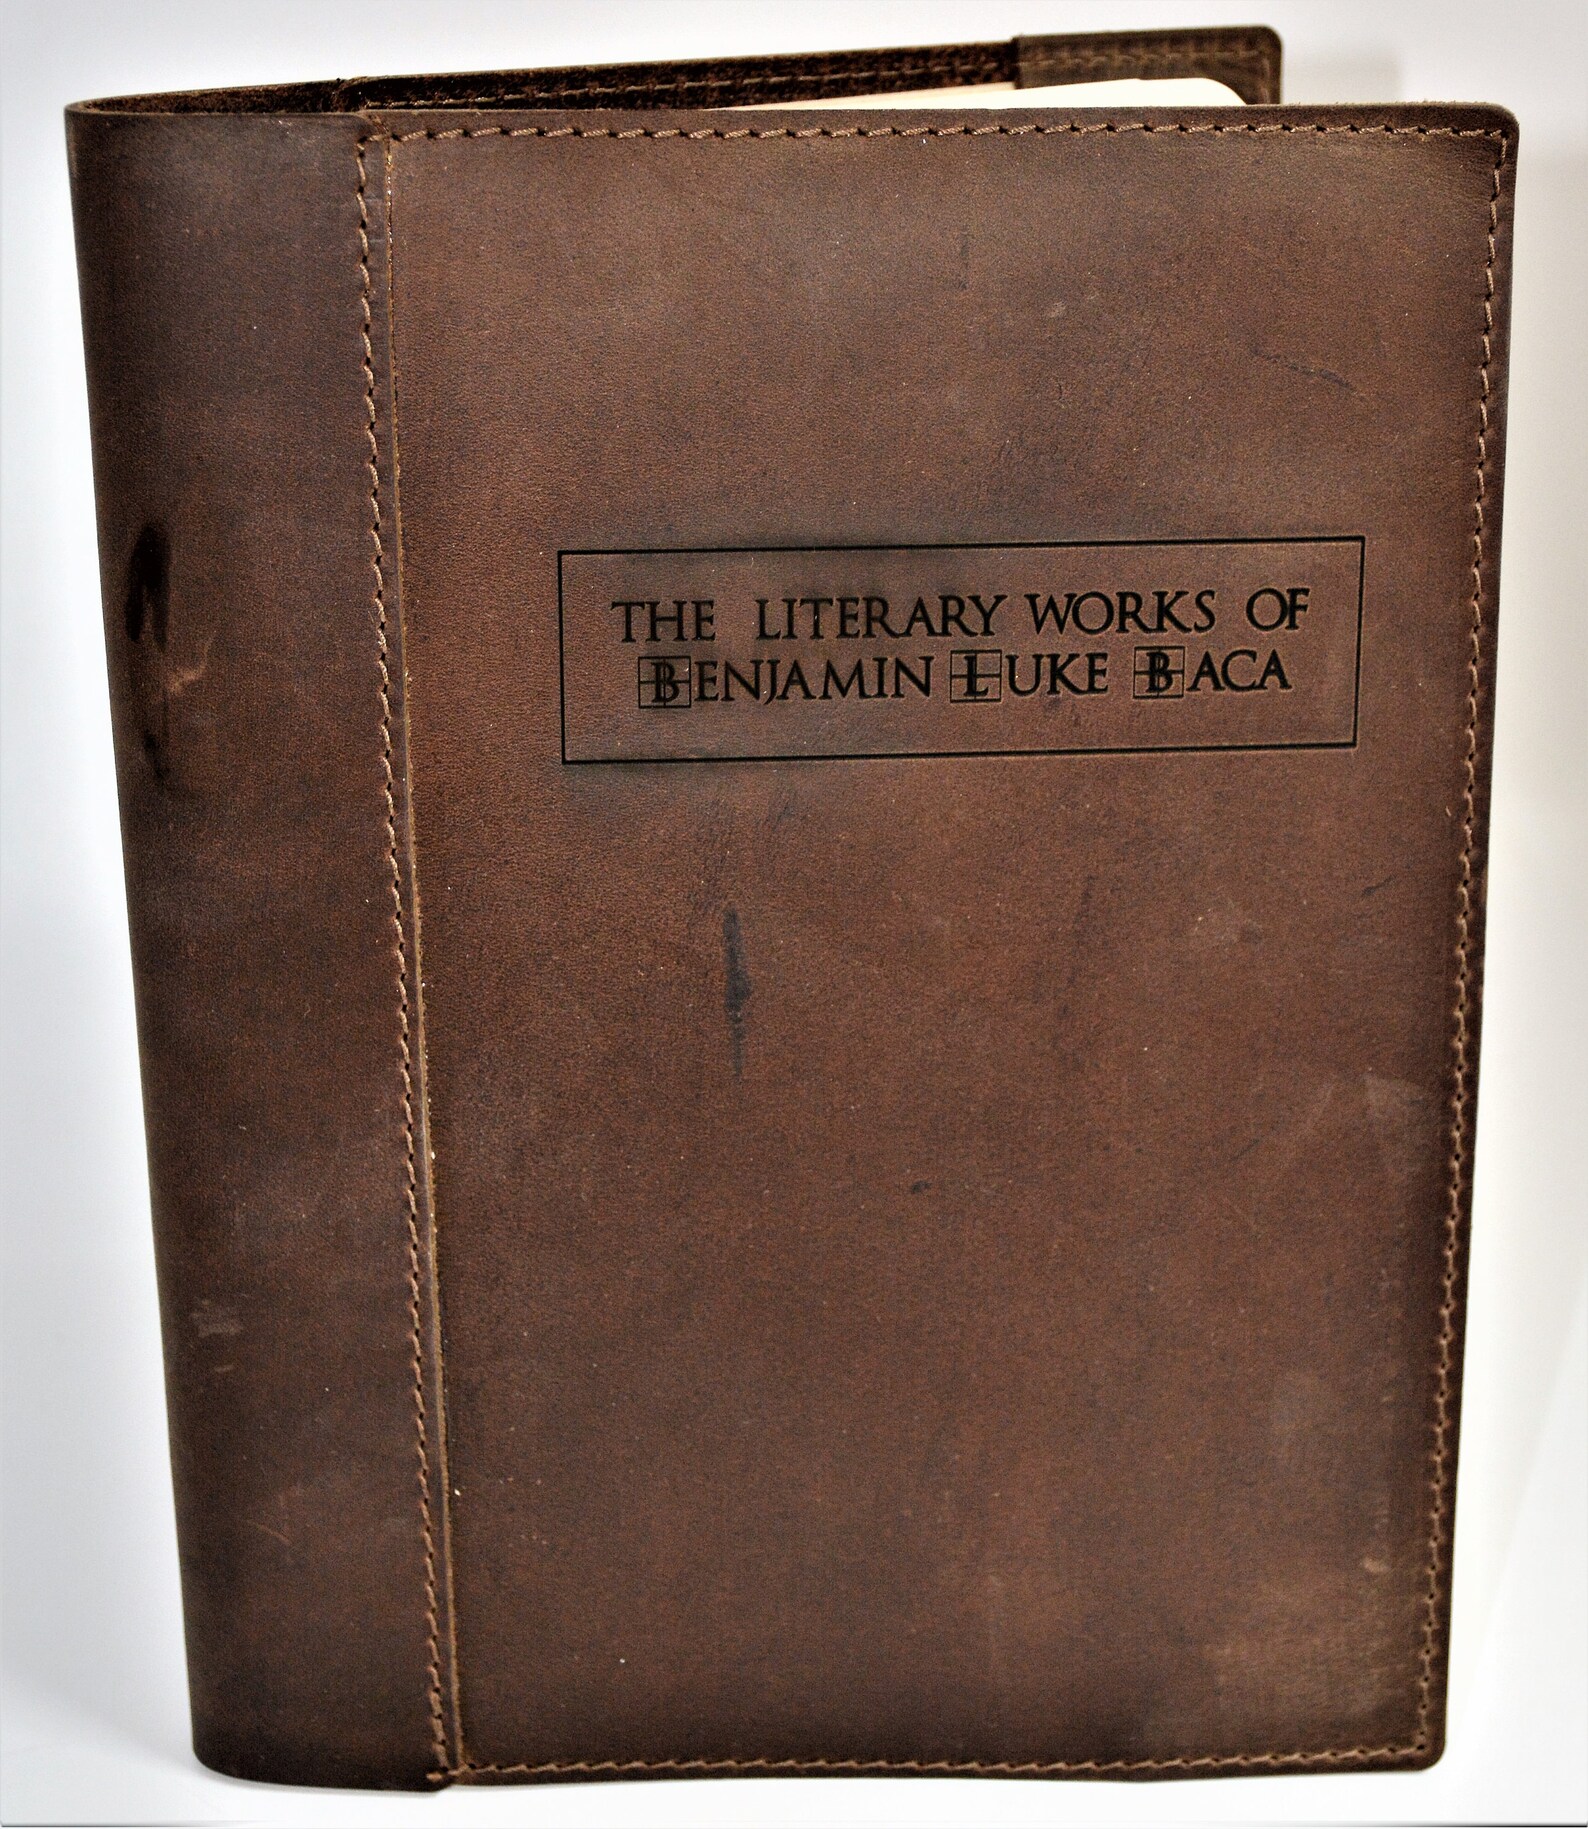 THE LITERARY WORKS OF
BENJAMIN LUKE BACA